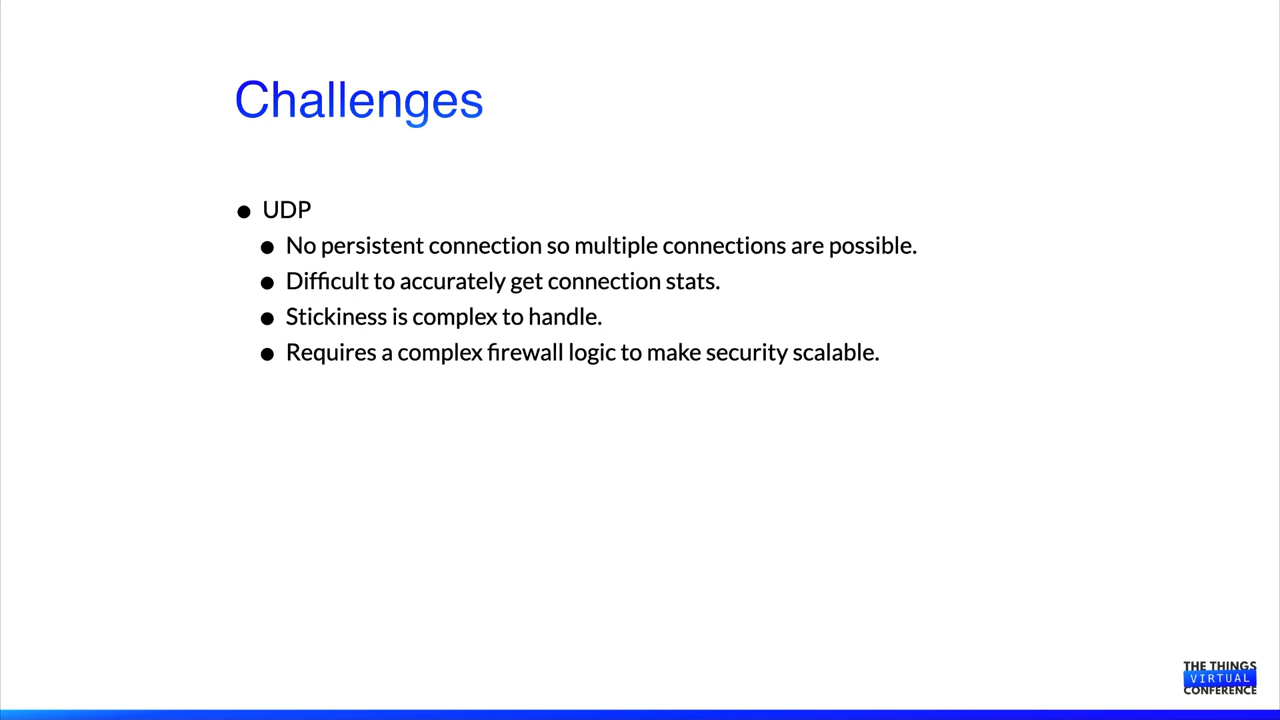 Challenges
● UDP
● No persistent connection so multiple connections are possible.
● Difficult to accurately get connection stats.
● Stickiness is complex to handle.
● Requires a complex firewall logic to make security scalable.
THE THINGS
VIRTUAL
CONFERENCE